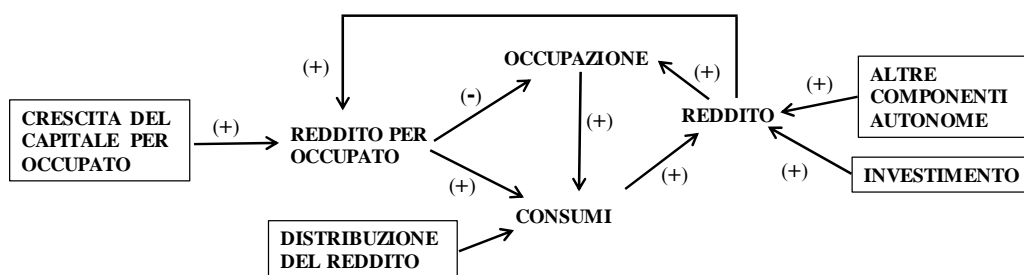 (+)
OCCUPAZIONE
(+)
(-)
(+)
ALTRE
COMPONENTI
AUTONOME
CRESCITA DEL
CAPITALE PER
OCCUPATO
(+)
REDDITO PER
OCCUPATO
(+)
REDDITO
(+)
(+)
(+)
INVESTIMENTO
CONSUMI
DISTRIBUZIONE
DEL REDDITO